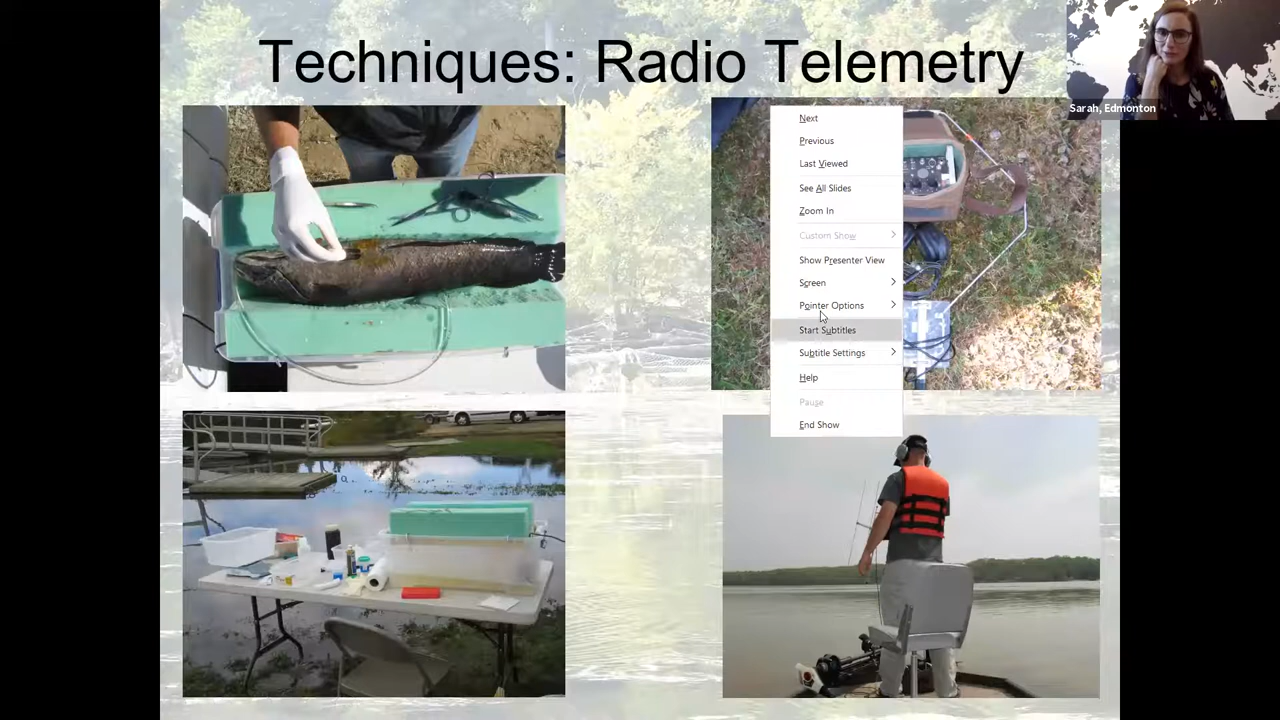 Techniques: Radio Telemetry
Sarah, Edmonton
Next
Previous
Last Viewed
See All Slides
Zoom In
Custom Show
Show Presenter View
Screen
Pointer Options
Start Subtitles
Subtitle Settings
Help
Pause
End Show